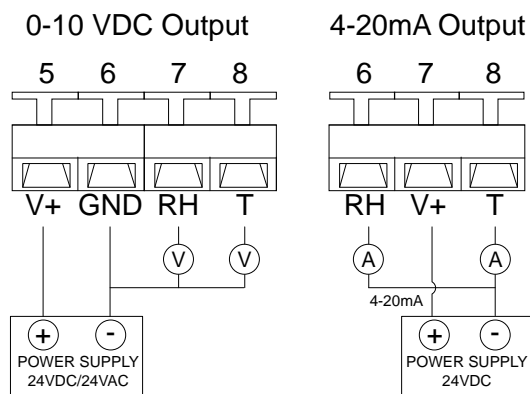 0-10 VDC Output
5 6 7 8
V+ GND RH T
V V
+ -
POWER SUPPLY
24VDC/24VAC
4-20mA Output
6 7 8
RH V+ T
A A
4-20mA
+ -
POWER SUPPLY
24VDC